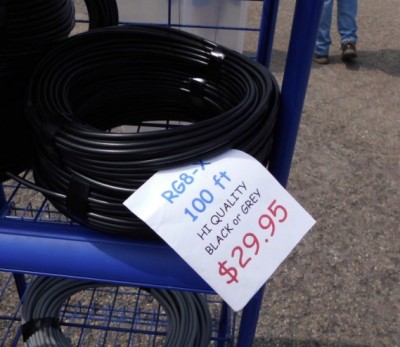 RG8-X
100 ft
HI QUALITY
BLACK or GREY
$29.95